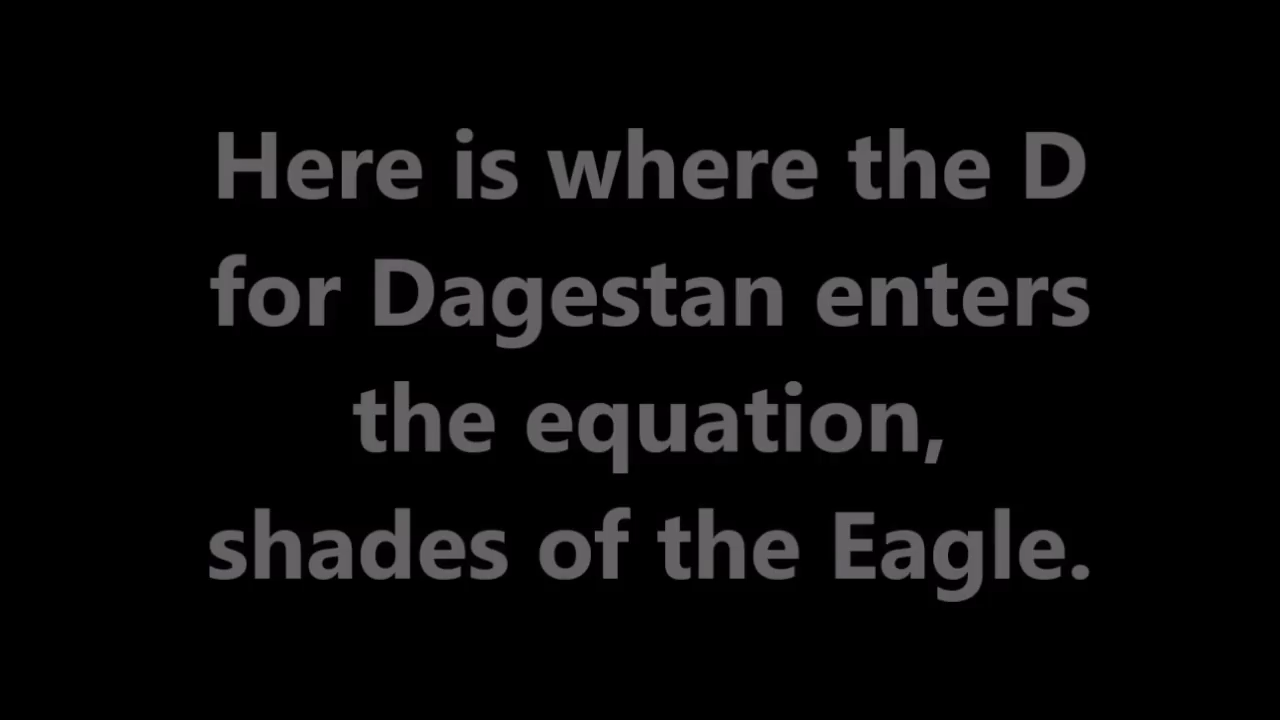 Here is where the D
for Dagestan enters
the equation,
shades of the Eagle.